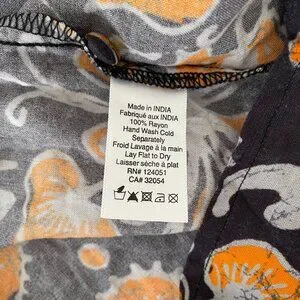 Made in INDIA
Fabriqué aux INDIA
100% Rayon
Hand Wash Cold
Separately
Froid Lavage à la main
Lay Flat to Dry
Laisser sèche à plat
RN# 124051
CA# 32054